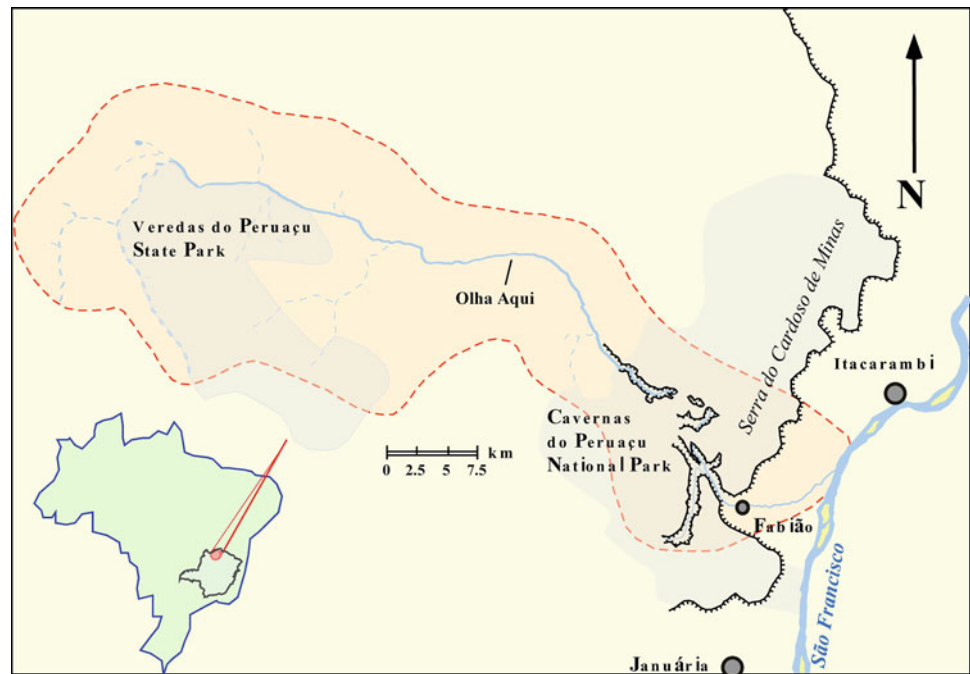 N
Veredas do Peruaçu
State Park
Olha Aqui
Serra do Cardoso de Minas
Itacarambi
Cavernas
do Peruaçu
National Park
km
0 2.5 5 7.5
Fabião
São Francisco
Januária